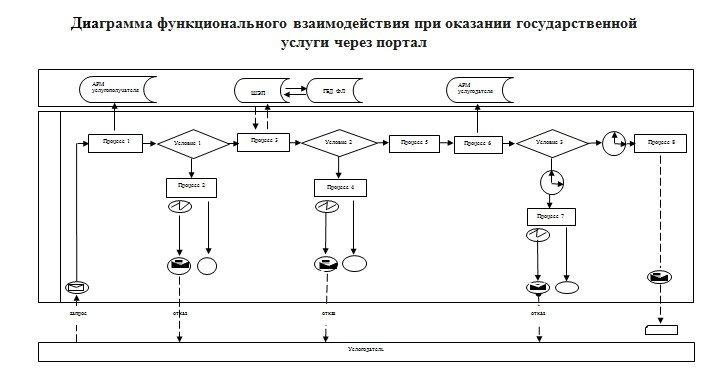 Диаграмма функционального взаимодействия при оказании государственной
услуги через портал
АРМ
услугополучателя
ШЭП
ГБД ФЛ
АРМ
услугодателя
Процесс 1
Условие 1
Процесс 3
Условие 2
Процесс 5
Процесс 6
Условие 3
Процесс 8
Процесс 2
Процесс 4
Процесс 7
запрос
отказ
отказ
отказ